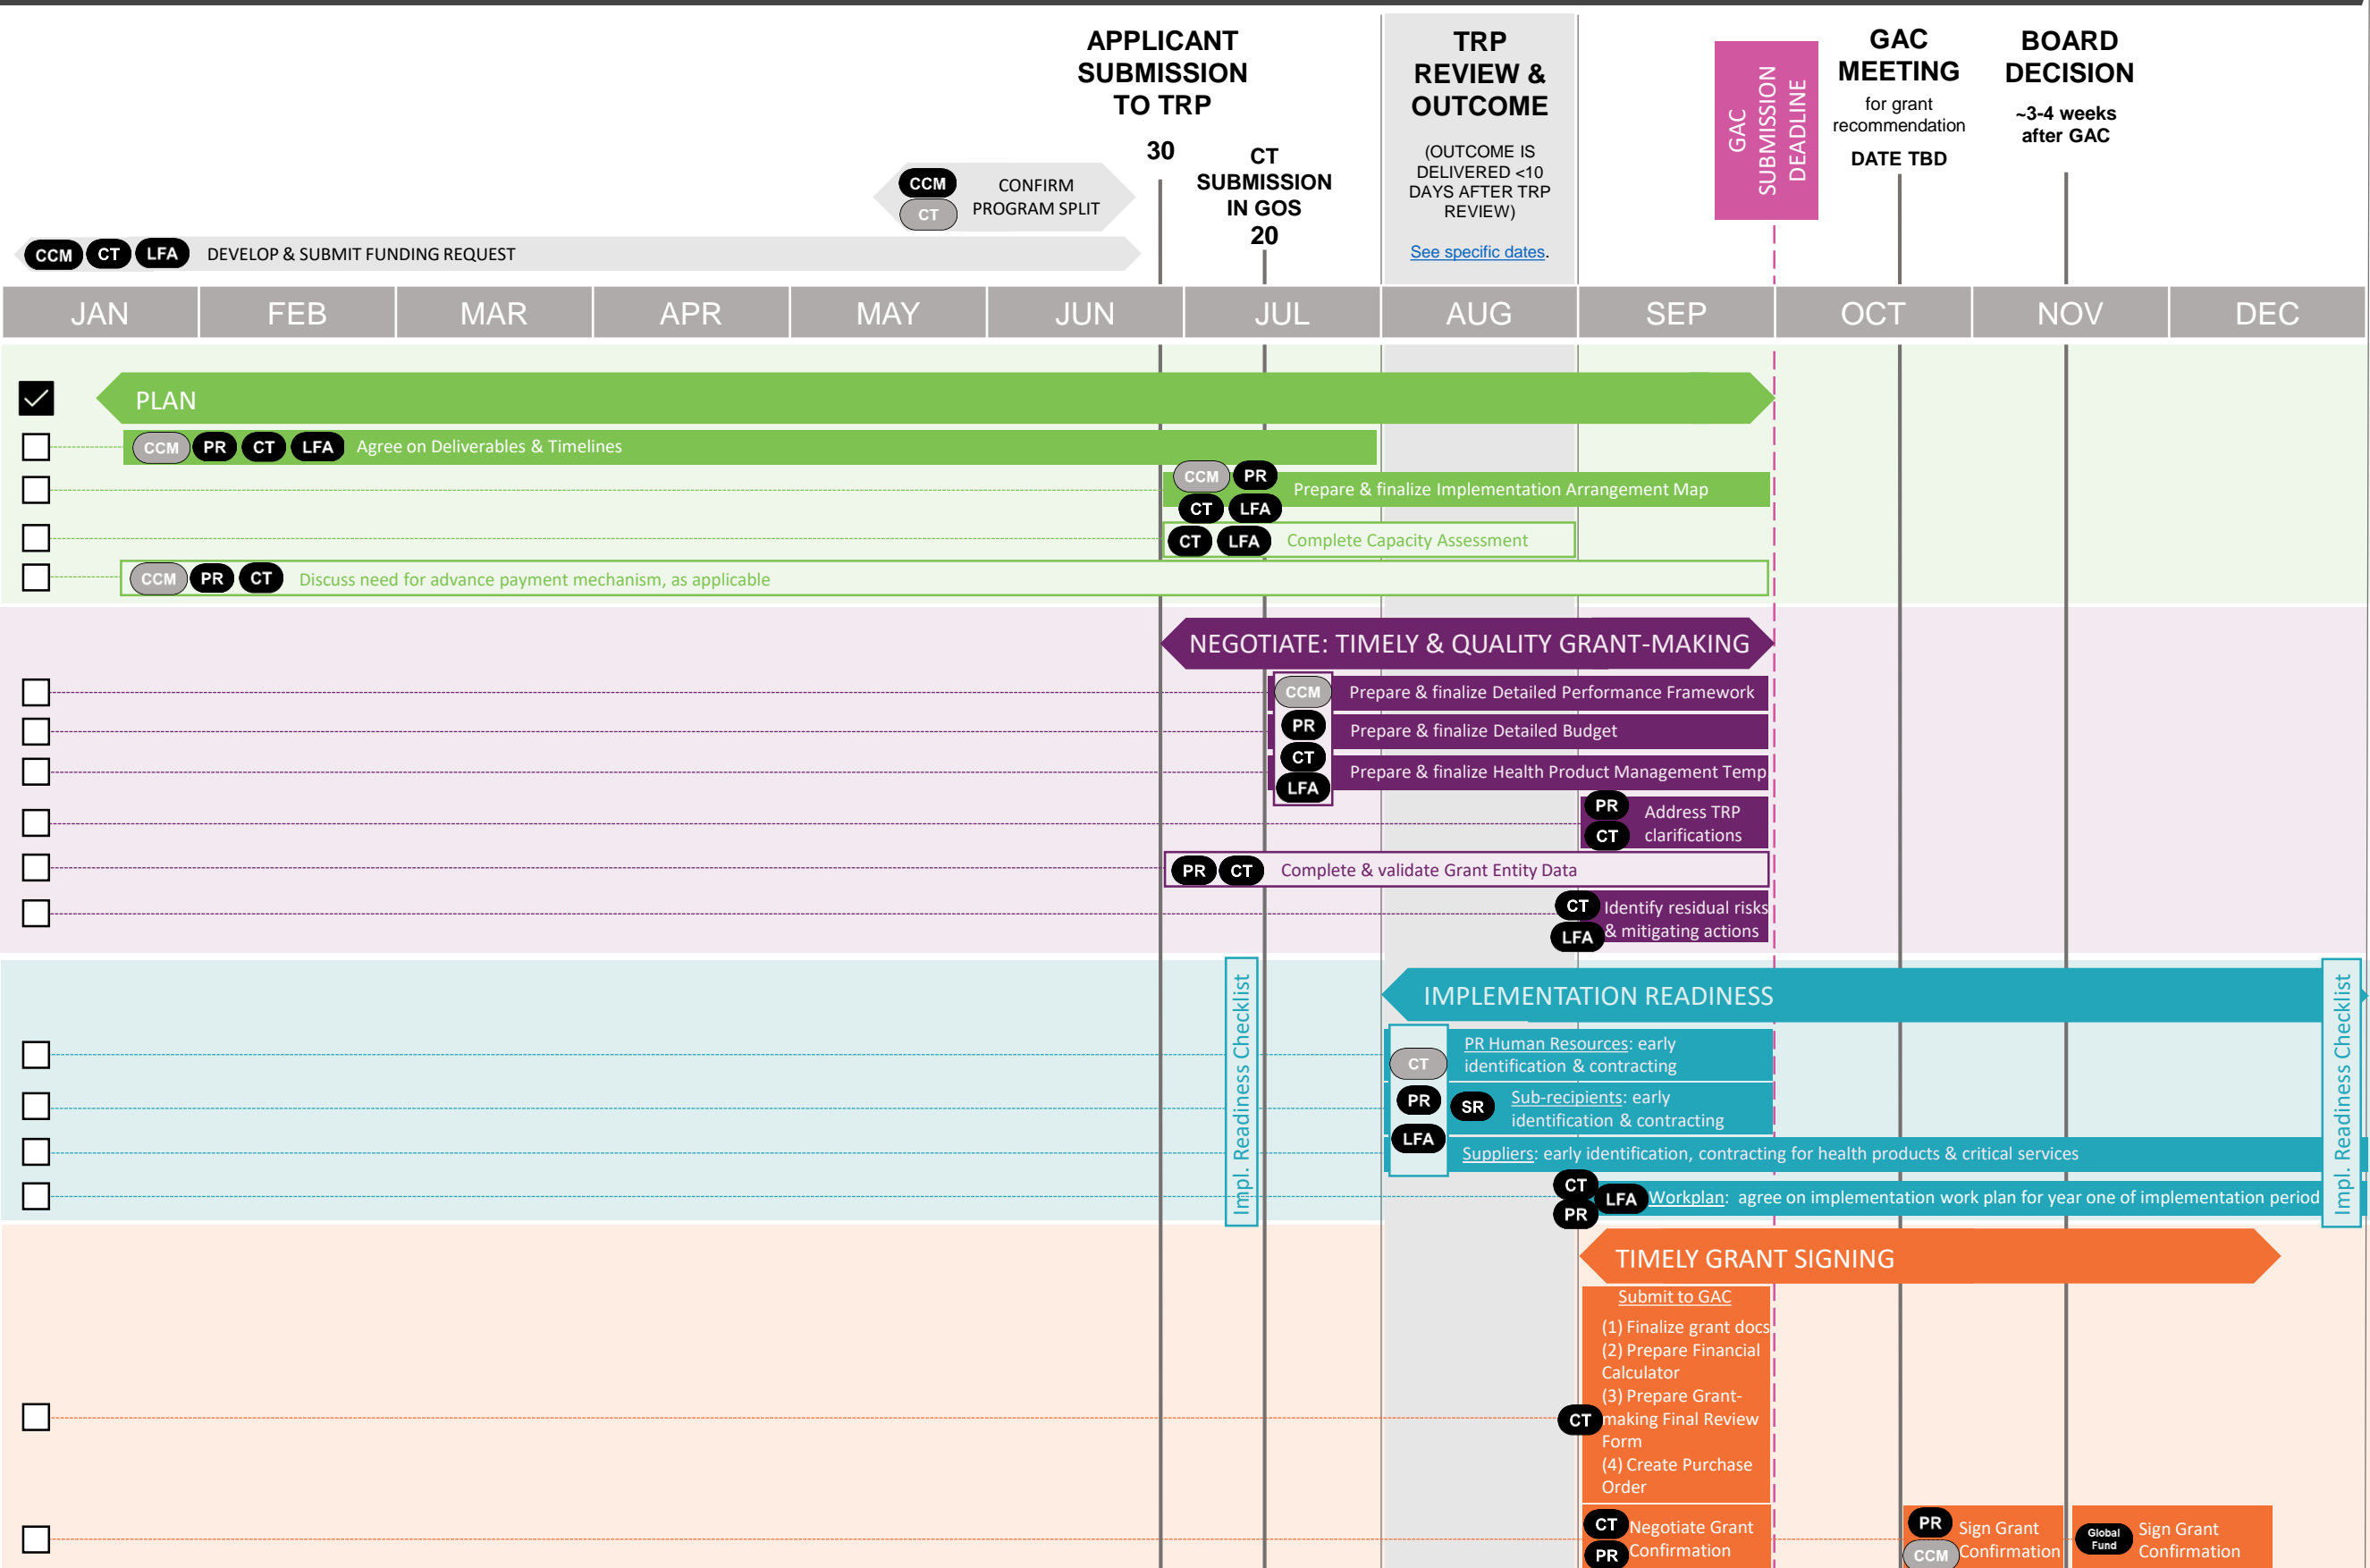 APPLICANT
SUBMISSION
TO TRP
30
CT
SUBMISSION
IN GOS
20
TRP
REVIEW &
OUTCOME
(OUTCOME IS
DELIVERED <10
DAYS AFTER TRP
REVIEW)
See specific dates.
GAC
SUBMISSION
DEADLINE
GAC
MEETING
for grant
recommendation
DATE TBD
BOARD
DECISION
~3-4 weeks
after GAC
CCM
CT
CONFIRM
PROGRAM SPLIT
CCM CT LFA DEVELOP & SUBMIT FUNDING REQUEST
JAN FEB MAR APR MAY JUN JUL AUG SEP OCT NOV DEC
PLAN
CCM PR CT LFA Agree on Deliverables & Timelines
CCM PR
CT LFA
Prepare & finalize Implementation Arrangement Map
CT LFA Complete Capacity Assessment
CCM PR CT Discuss need for advance payment mechanism, as applicable
NEGOTIATE: TIMELY & QUALITY GRANT-MAKING
CCM Prepare & finalize Detailed Performance Framework
PR Prepare & finalize Detailed Budget
CT
Prepare & finalize Health Product Management Temp
LFA
PR
CT
Address TRP
clarifications
PR CT Complete & validate Grant Entity Data
CT Identify residual risks
LFA & mitigating actions
Impl. Readiness Checklist
IMPLEMENTATION READINESS
Impl. Readiness Checklist
CT
PR Human Resources: early
identification & contracting
PR SR
Sub-recipients: early
identification & contracting
LFA
Suppliers: early identification, contracting for health products & critical services
CT
PR
LFA Workplan: agree on implementation work plan for year one of implementation period
TIMELY GRANT SIGNING
Submit to GAC
(1) Finalize grant docs
(2) Prepare Financial
Calculator
(3) Prepare Grant-
CT making Final Review
Form
(4) Create Purchase
Order
CT Negotiate Grant
PR Confirmation
PR Sign Grant
CCM Confirmation
Global
Fund
Sign Grant
Confirmation